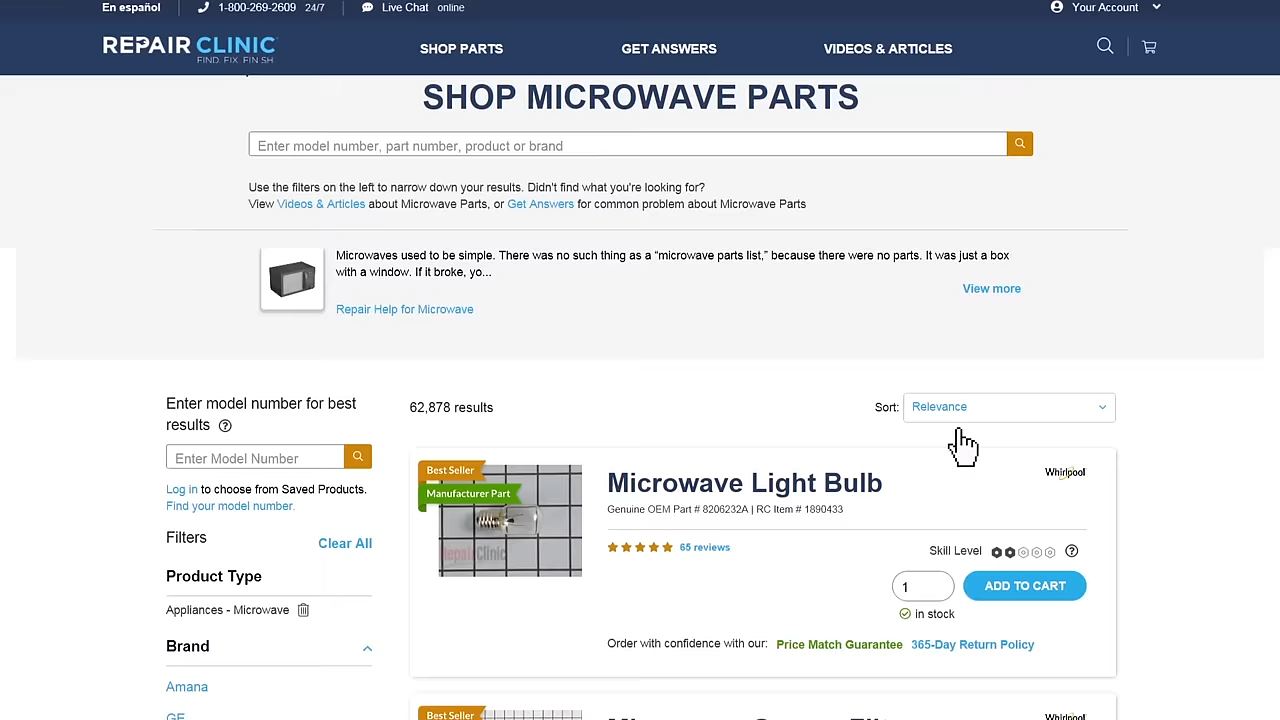 En español 1-800-269-2609 24/7 Live Chat online Your Account
REPAIR CLINIC
FIND. FIX. FINISH
SHOP PARTS GET ANSWERS VIDEOS & ARTICLES
SHOP MICROWAVE PARTS
Enter model number, part number, product or brand
Use the filters on the left to narrow down your results. Didn't find what you're looking for?
View Videos & Articles about Microwave Parts, or Get Answers for common problem about Microwave Parts
Microwaves used to be simple. There was no such thing as a “microwave parts list,” because there were no parts. It was just a box
with a window. If it broke, yo...
View more
Repair Help for Microwave
Enter model number for best
results
Enter Model Number
Log in to choose from Saved Products.
Find your model number.
Filters Clear All
Product Type
Appliances - Microwave
Brand
Amana
GE
62,878 results
Sort: Relevance
Best Seller
Manufacturer Part
RepairClinic
Microwave Light Bulb
Whirlpool
Genuine OEM Part # 8206232A | RC Item # 1890433
65 reviews
Skill Level
1 ADD TO CART
in stock
Order with confidence with our: Price Match Guarantee 365-Day Return Policy
Best Seller
Whirlpool